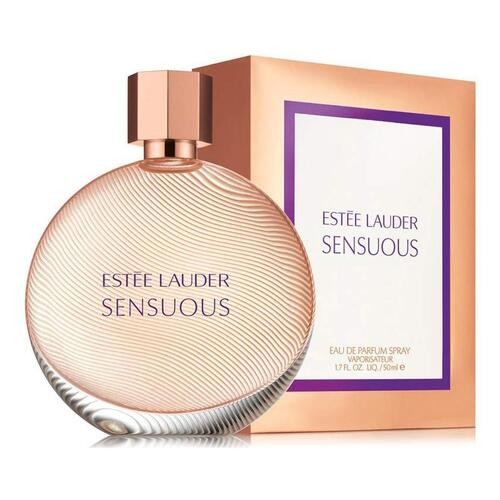 ESTĒE LAUDER
SENSUOUS
ESTĒE LAUDER
SENSUOUS
EAU DE PARFUM SPRAY
VAPORISATEUR
1.7 FL. OZ. LIQ./50ml e